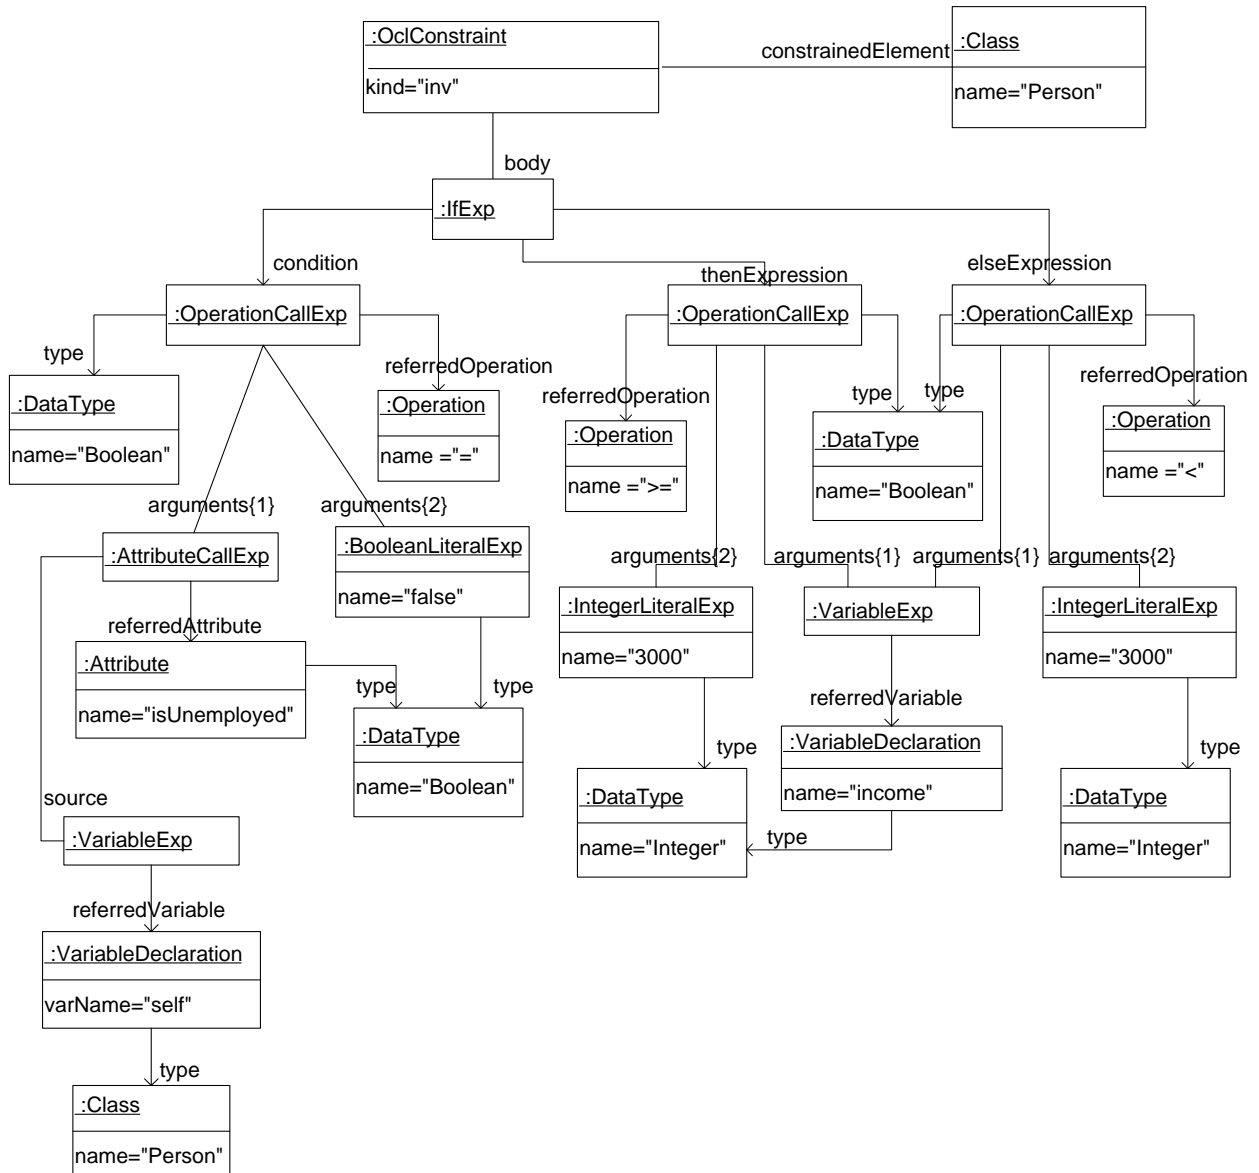 :OclConstraint
kind="inv"
constrainedElement
:Class
name="Person"
body
:IfExp
condition
thenExpression
elseExpression
:OperationCallExp
:OperationCallExp
:OperationCallExp
type
referredOperation
referredOperation
type
type
referredOperation
:DataType
name="Boolean"
:Operation
name ="="
:Operation
name =">="
:DataType
name="Boolean"
:Operation
name ="<"
arguments{1}
arguments{2}
arguments{2}
arguments{1}
arguments{1}
arguments{2}
:AttributeCallExp
:BooleanLiteralExp
name="false"
:IntegerLiteralExp
name="3000"
:VariableExp
:IntegerLiteralExp
name="3000"
referredAttribute
:Attribute
name="isUnemployed"
type
type
:DataType
name="Boolean"
referredVariable
:VariableDeclaration
name="income"
type
type
:DataType
name="Integer"
type
:DataType
name="Integer"
source
:VariableExp
referredVariable
:VariableDeclaration
varName="self"
type
:Class
name="Person"